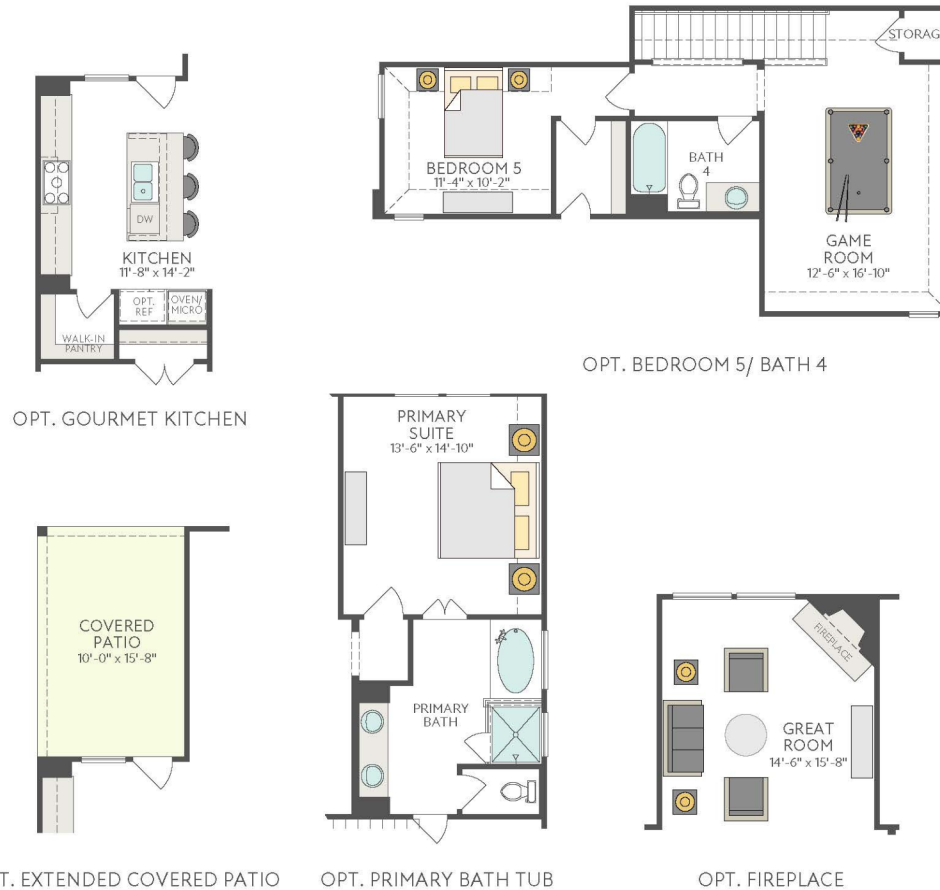 DW
KITCHEN
11'-8" x 14'-2"
OPT.
REF
OVEN/
MICRO
WALK-IN
PANTRY
OPT. GOURMET KITCHEN
STORAG
BEDROOM 5
11'-4" x 10'-2"
BATH
4
GAME
ROOM
12'-6" x 16'-10"
OPT. BEDROOM 5/ BATH 4
COVERED
PATIO
10'-0" x 15'-8"
T. EXTENDED COVERED PATIO
PRIMARY
SUITE
13'-6" x 14'-10"
PRIMARY
BATH
OPT. PRIMARY BATH TUB
FIREPLACE
GREAT
ROOM
14'-6" x 15'-8"
OPT. FIREPLACE